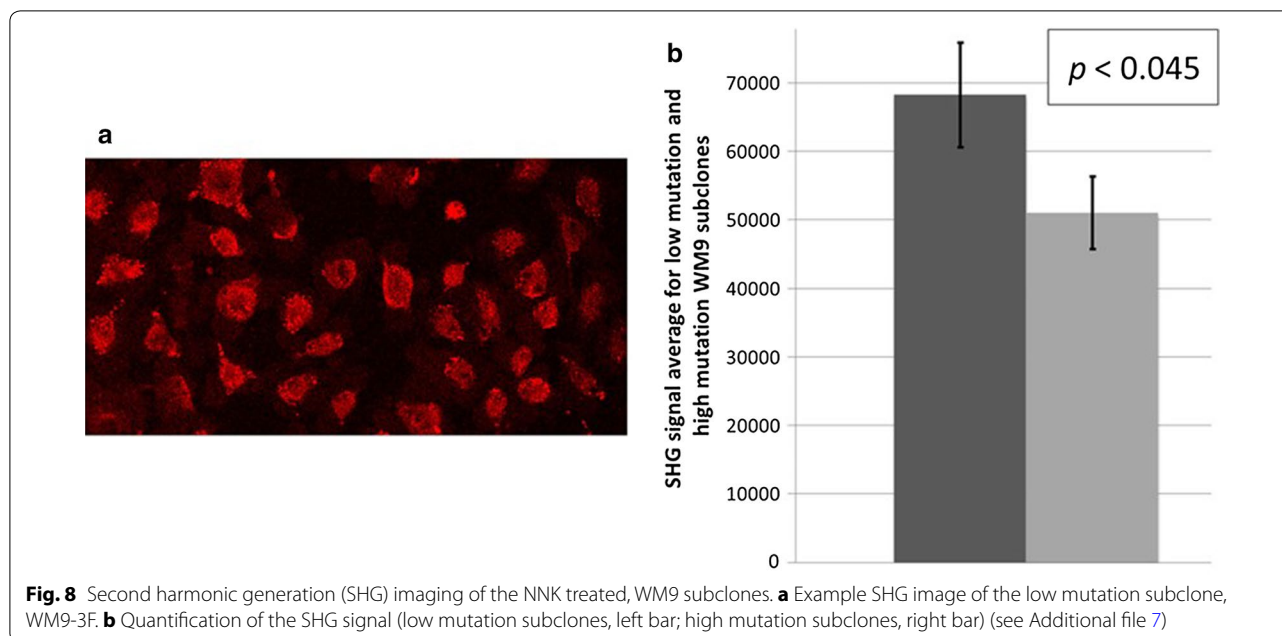 a
b
p < 0.045
SHG signal average for low mutation and
high mutation WM9 subclones
70000
60000
50000
40000
30000
20000
10000
0
Fig. 8 Second harmonic generation (SHG) imaging of the NNK treated, WM9 subclones. a Example SHG image of the low mutation subclone,
WM9-3F. b Quantification of the SHG signal (low mutation subclones, left bar; high mutation subclones, right bar) (see Additional file 7)